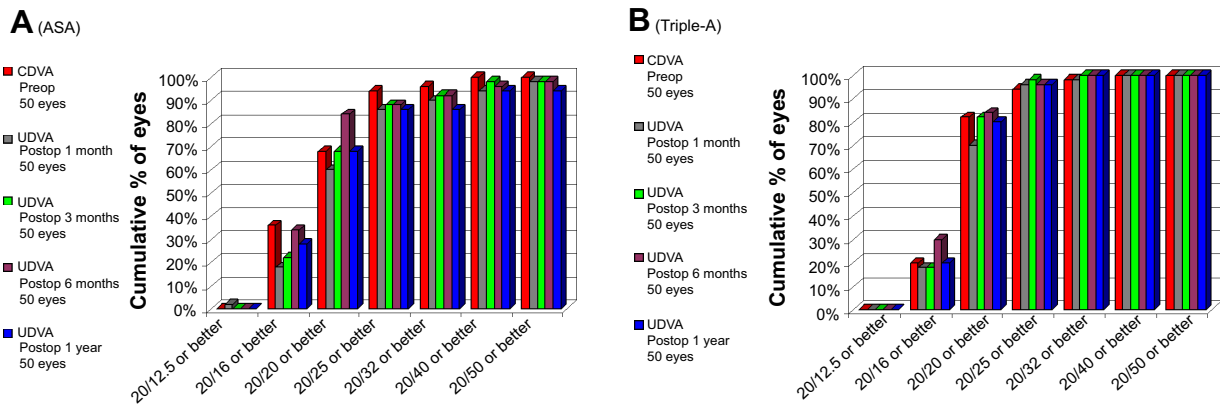 A (ASA)
CDVA
Preop
50 eyes
UDVA
Postop 1 month
50 eyes
UDVA
Postop 3 months
50 eyes
UDVA
Postop 6 months
50 eyes
UDVA
Postop 1 year
50 eyes
Cumulative % of eyes
100%
90%
80%
70%
60%
50%
40%
30%
20%
10%
0%
20/12.5 or better
20/16 or better
20/20 or better
20/25 or better
20/32 or better
20/40 or better
20/50 or better
B (Triple-A)
CDVA
Preop
50 eyes
UDVA
Postop 1 month
50 eyes
UDVA
Postop 3 months
50 eyes
UDVA
Postop 6 months
50 eyes
UDVA
Postop 1 year
50 eyes
Cumulative % of eyes
100%
90%
80%
70%
60%
50%
40%
30%
20%
10%
0%
20/12.5 or better
20/16 or better
20/20 or better
20/25 or better
20/32 or better
20/40 or better
20/50 or better